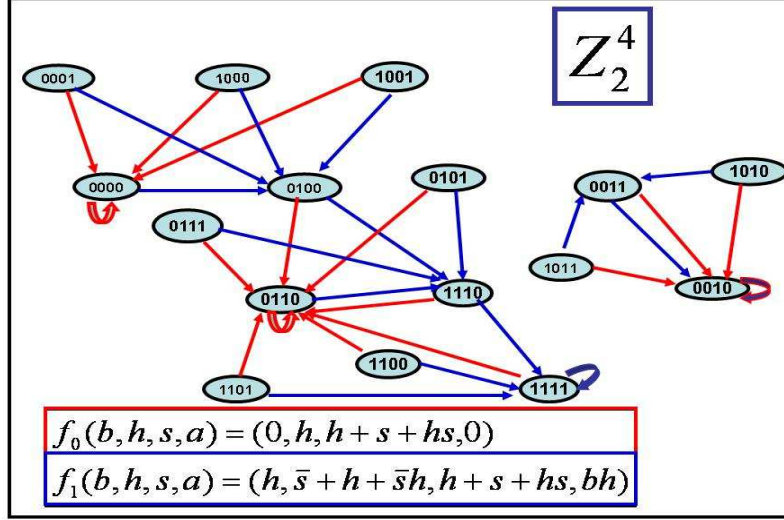 Z_2^4
0001 1000 1001
0000 0100 0101 0011 1010
0111
1011
0110 1110 0010
1100
1101 1111
f_0(b,h,s,a) = (0,h,h+s+hs,0)
f_1(b,h,s,a) = (h,s̄+h+s̄h,h+s+hs,bh)